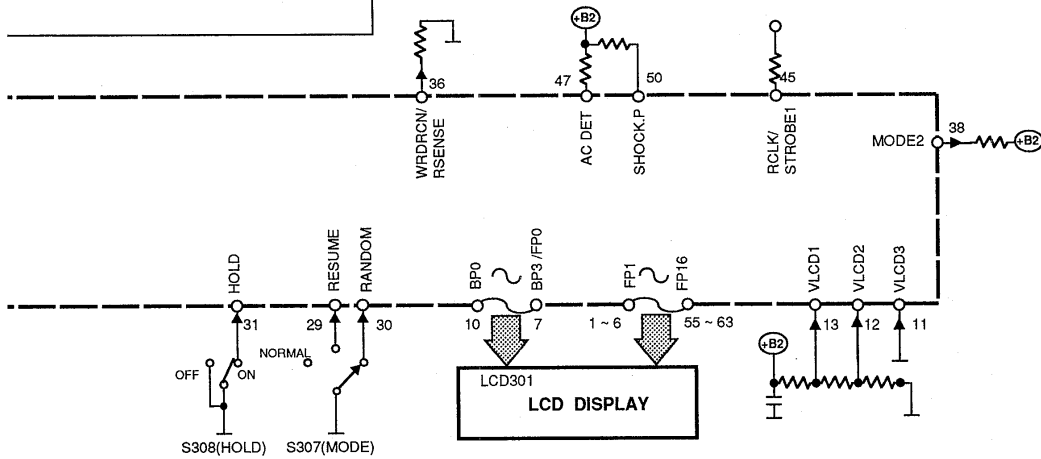 +B2
36
47
50
45
WRDRCN/
RSENSE
AC DET
SHOCK.P
RCLK/
STROBE1
MODE2
38
+B2
HOLD
RESUME
RANDOM
BP0
BP3 /FP0
FP1
FP16
VLCD1
VLCD2
VLCD3
31
29
30
10
7
1 ~ 6
55 ~ 63
13
12
11
OFF
ON
NORMAL
+B2
LCD301
LCD DISPLAY
S308(HOLD)
S307(MODE)